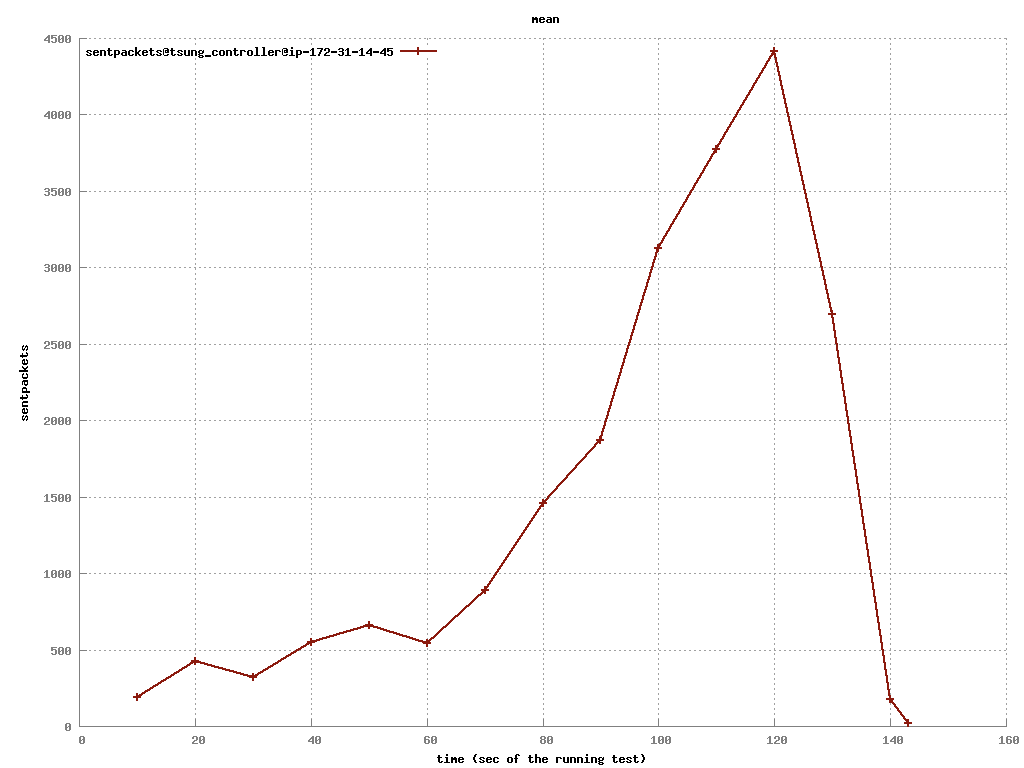 mean
sentpackets@tsung_controller@ip-172-31-14-45
4500
4000
3500
3000
2500
2000
1500
1000
500
0
sentpackets
0 20 40 60 80 100 120 140 160
time (sec of the running test)